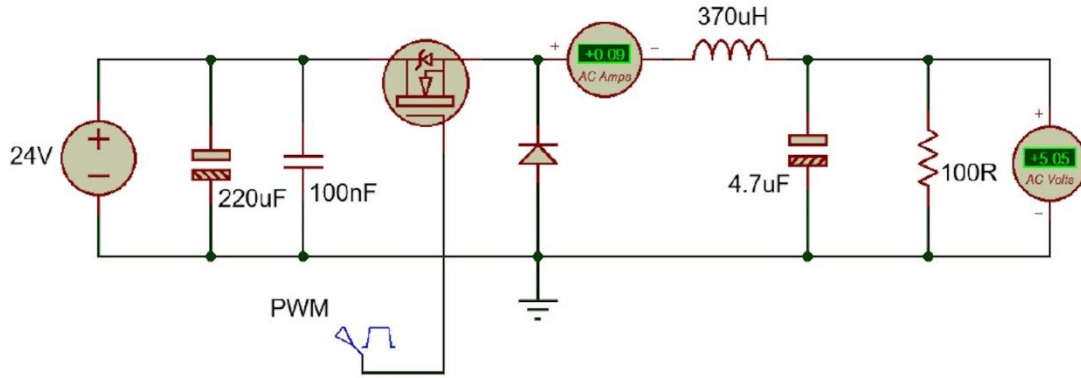 370uH
+0.09
AC Amps
+
-
24V
220uF
100nF
4.7uF
100R
+
+5.05
AC Volts
-
PWM